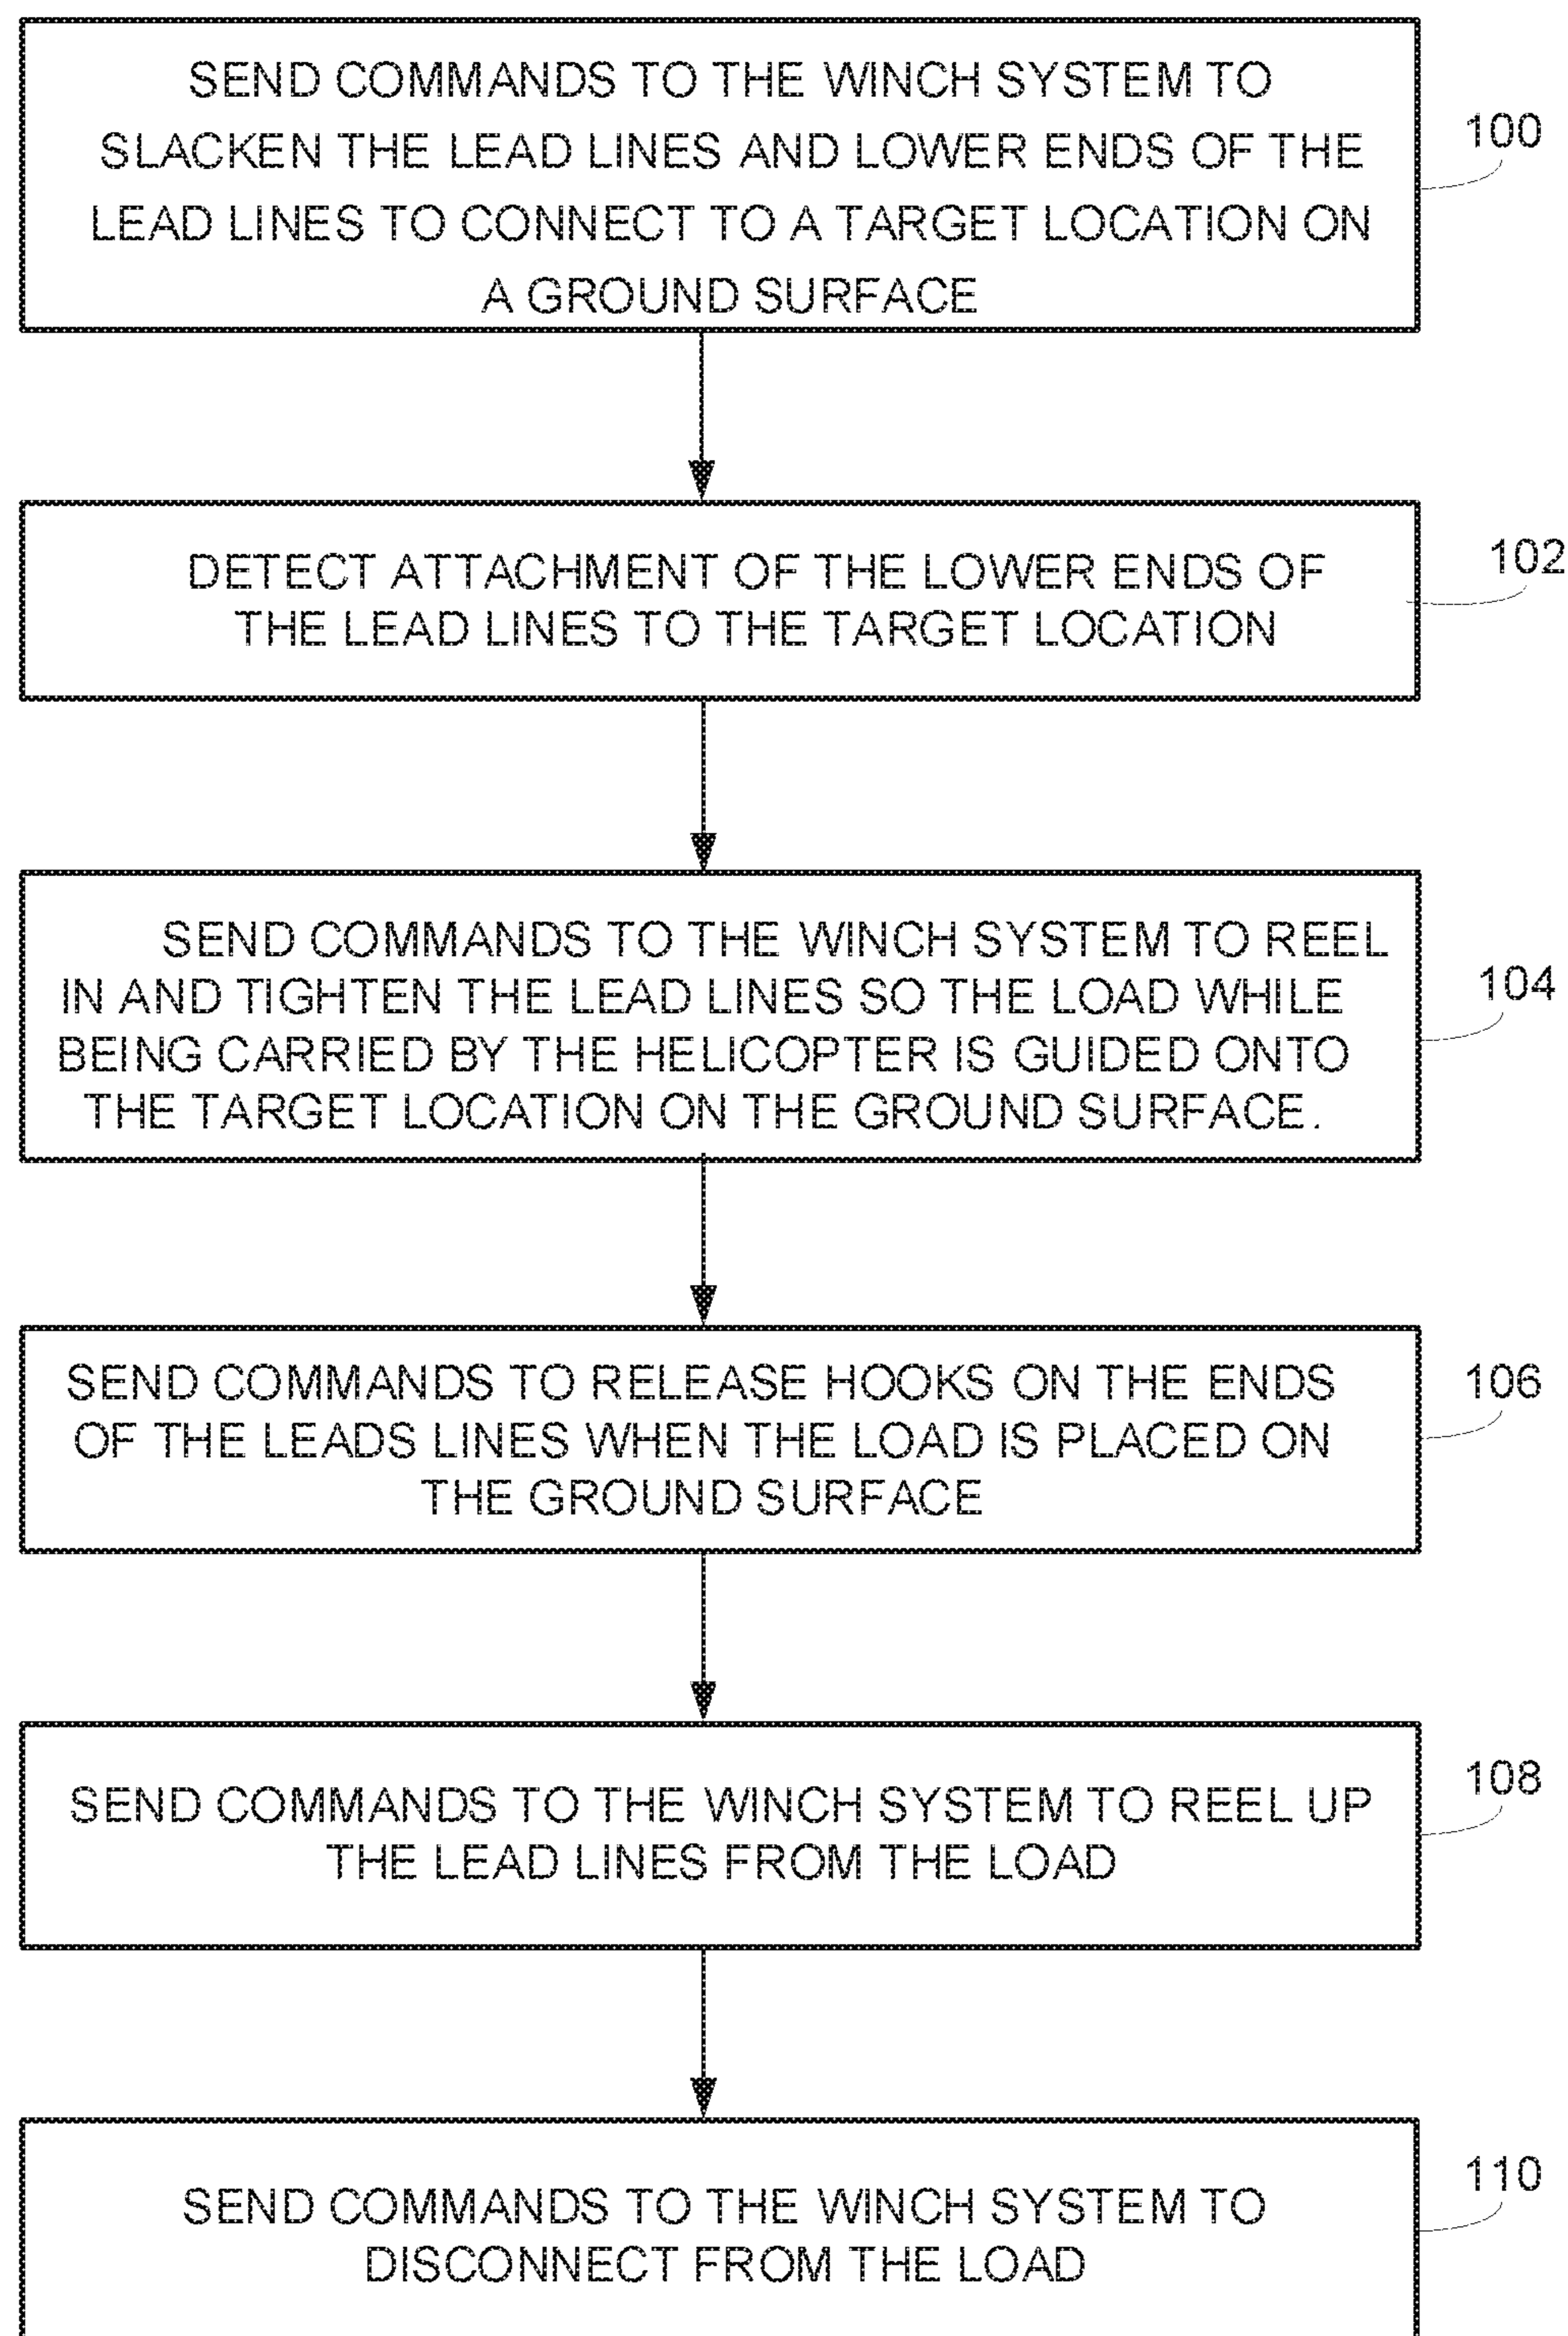 SEND COMMANDS TO THE WINCH SYSTEM TO
SLACKEN THE LEAD LINES AND LOWER ENDS OF THE
LEAD LINES TO CONNECT TO A TARGET LOCATION ON
A GROUND SURFACE
100
DETECT ATTACHMENT OF THE LOWER ENDS OF
THE LEAD LINES TO THE TARGET LOCATION
102
SEND COMMANDS TO THE WINCH SYSTEM TO REEL
IN AND TIGHTEN THE LEAD LINES SO THE LOAD WHILE
BEING CARRIED BY THE HELICOPTER IS GUIDED ONTO
THE TARGET LOCATION ON THE GROUND SURFACE.
104
SEND COMMANDS TO RELEASE HOOKS ON THE ENDS
OF THE LEADS LINES WHEN THE LOAD IS PLACED ON
THE GROUND SURFACE
106
SEND COMMANDS TO THE WINCH SYSTEM TO REEL UP
THE LEAD LINES FROM THE LOAD
108
SEND COMMANDS TO THE WINCH SYSTEM TO
DISCONNECT FROM THE LOAD
110